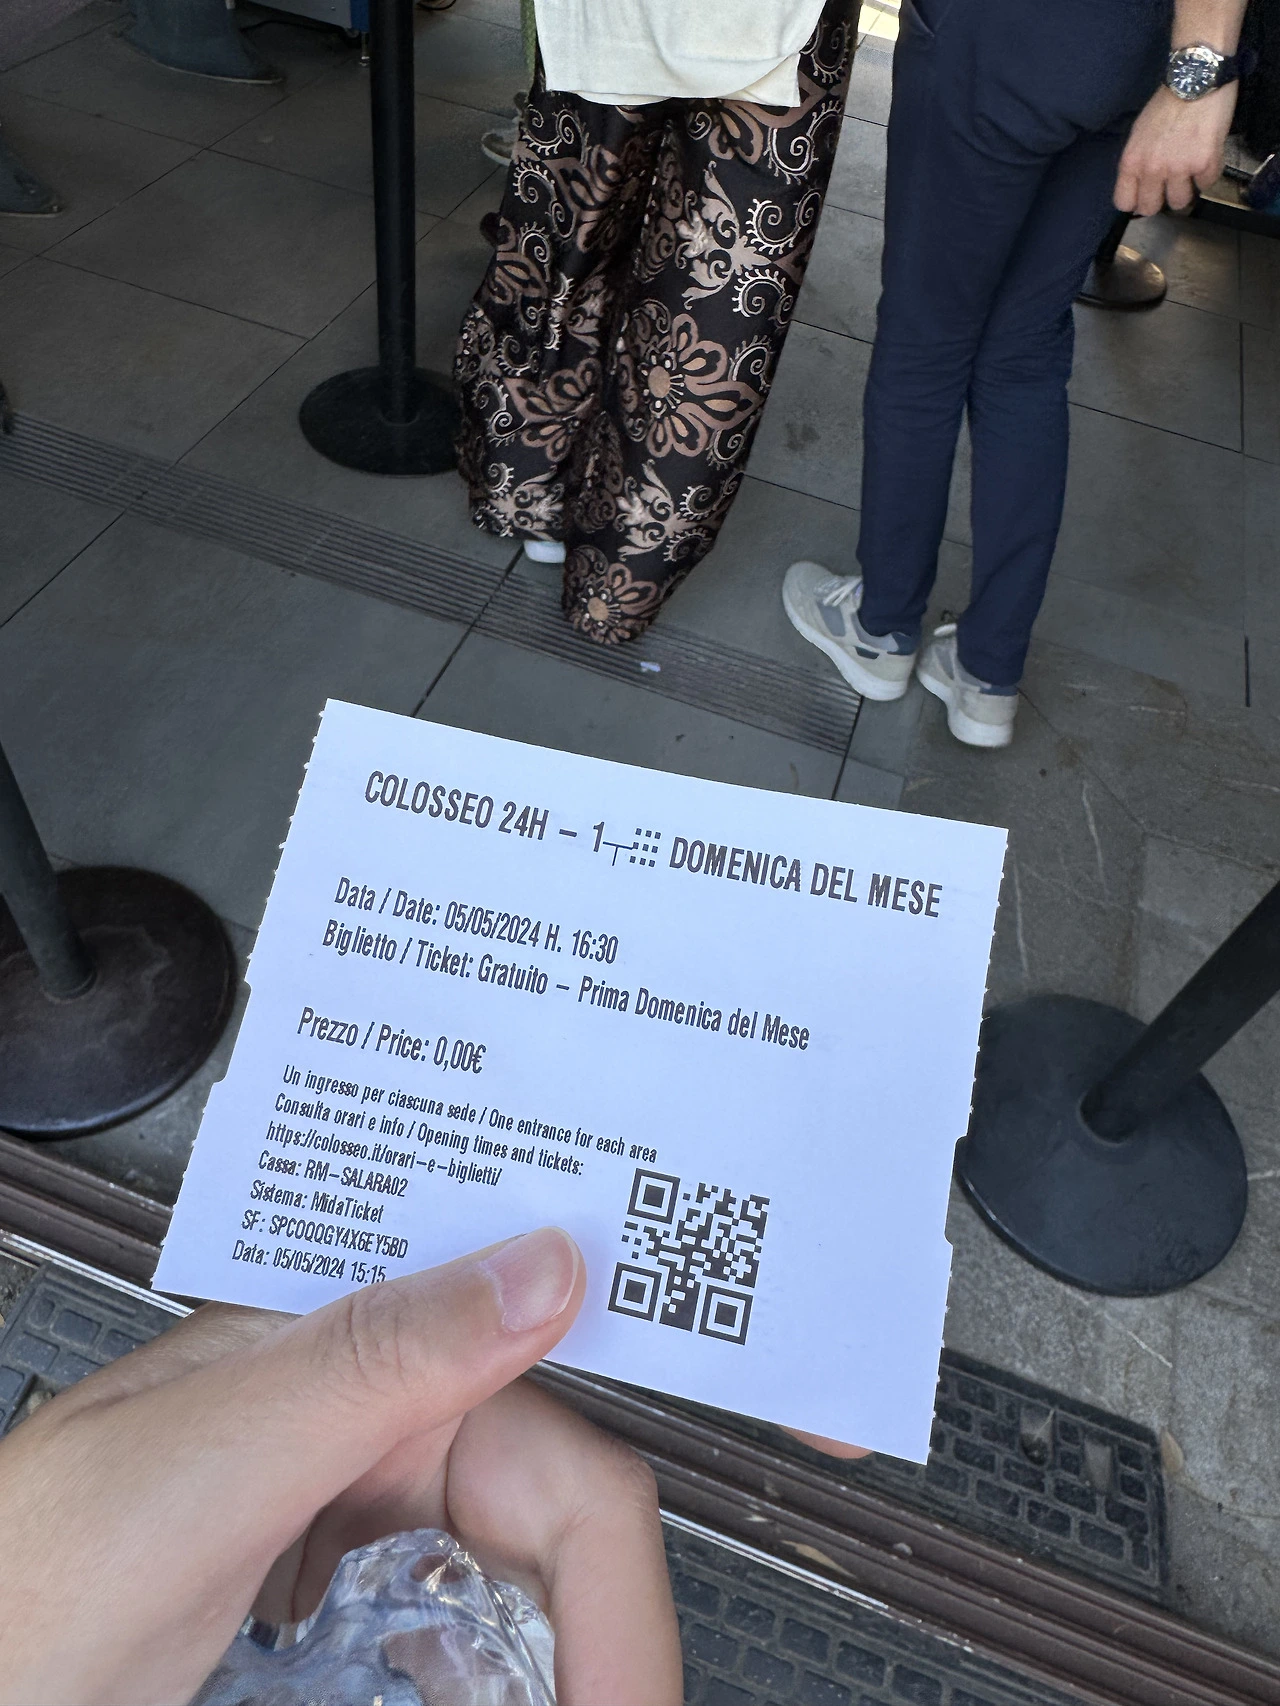 COLOSSEO 24H – 1┬░ DOMENICA DEL MESE
Data / Date: 05/05/2024 H. 16:30
Biglietto / Ticket: Gratuito – Prima Domenica del Mese
Prezzo / Price: 0,00€
Un ingresso per ciascuna sede / One entrance for each area
Consulta orari e info / Opening times and tickets:
https://colosseo.it/orari-e-biglietti/
Cassa: RM-SALARA02
Sistema: MidaTicket
SF: SPCOQQGY4X6EY5BD
Data: 05/05/2024 15:15